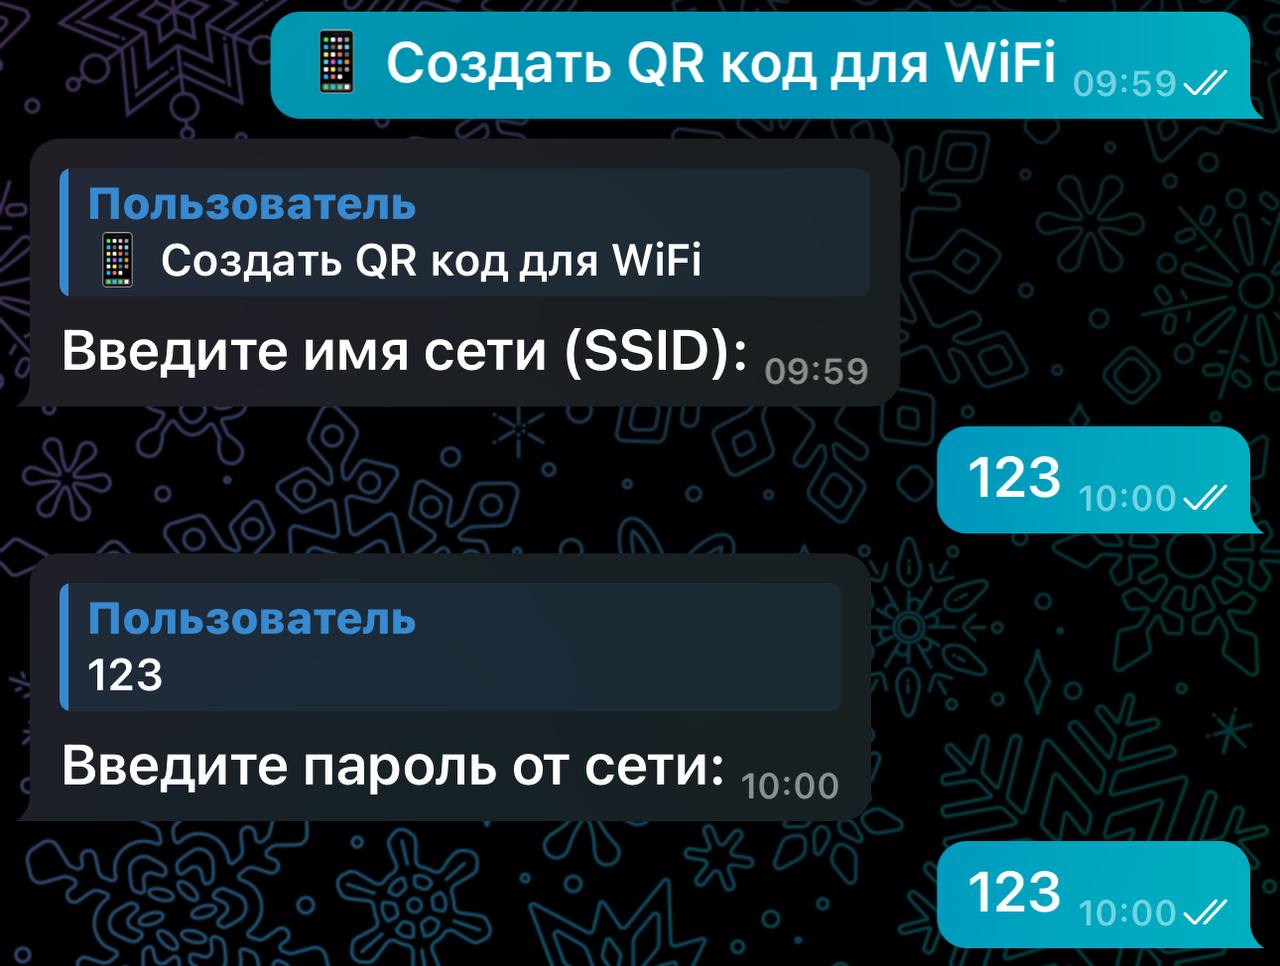 📱 Создать QR код для WiFi 09:59
Пользователь
📱 Создать QR код для WiFi
Введите имя сети (SSID): 09:59
123 10:00
Пользователь
123
Введите пароль от сети: 10:00
123 10:00